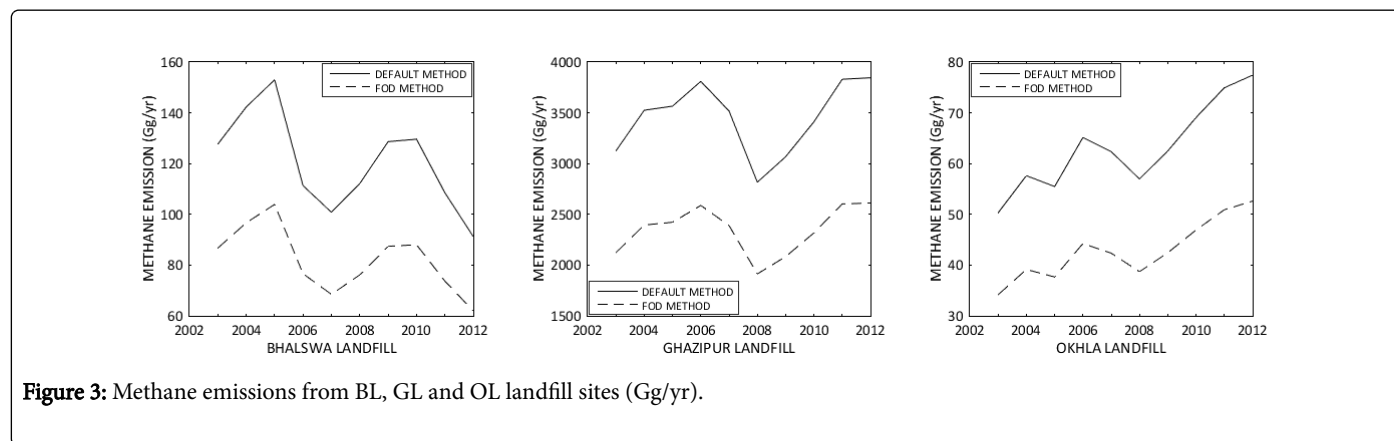 160
140
120
100
80
60
METHANE EMISSION (Gg/yr)
DEFAULT METHOD
FOD METHOD
2002 2004 2006 2008 2010 2012
BHALSWA LANDFILL
4000
3500
3000
2500
2000
1500
METHANE EMISSION (Gg/yr)
DEFAULT METHOD
FOD METHOD
2002 2004 2006 2008 2010 2012
GHAZIPUR LANDFILL
80
70
60
50
40
30
METHANE EMISSION (Gg/yr)
DEFAULT METHOD
FOD METHOD
2002 2004 2006 2008 2010 2012
OKHLA LANDFILL
Figure 3: Methane emissions from BL, GL and OL landfill sites (Gg/yr).